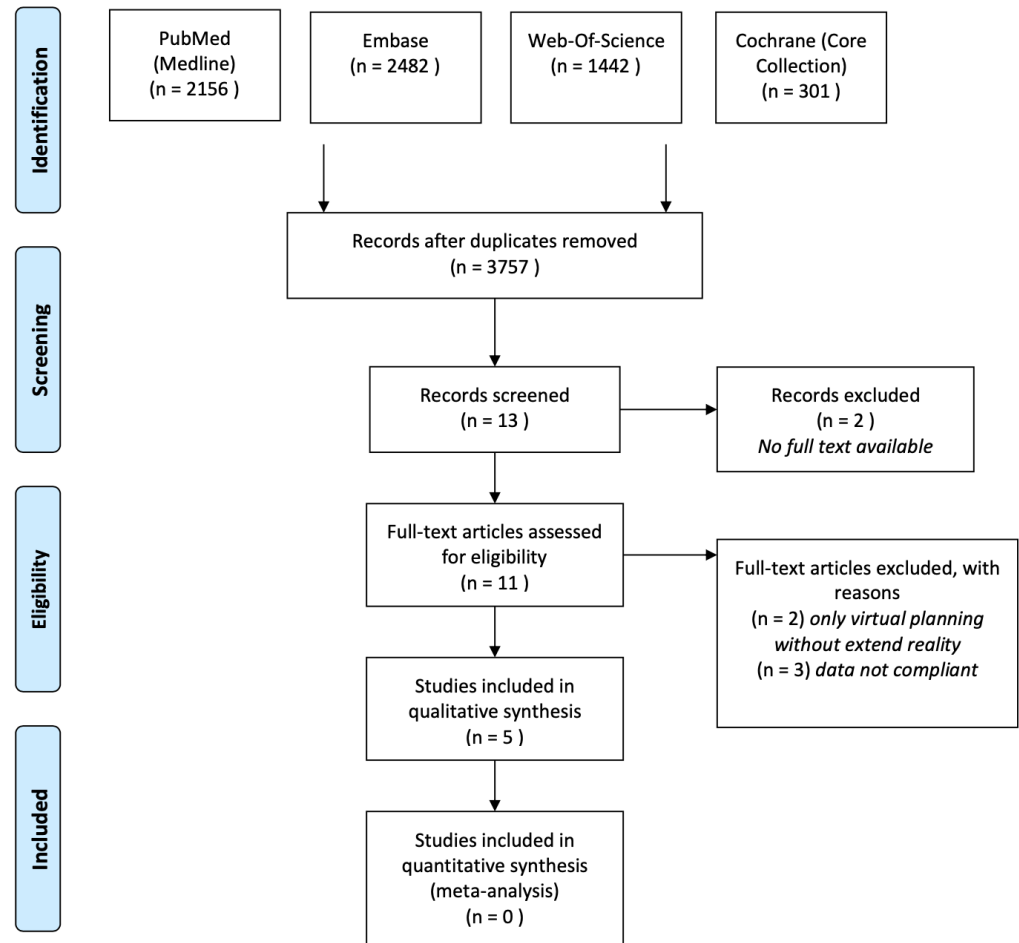 Identification
PubMed
(Medline)
(n = 2156 )
Embase
(n = 2482 )
Web-Of-Science
(n = 1442 )
Cochrane (Core
Collection)
(n = 301 )
Records after duplicates removed
(n = 3757 )
Screening
Records screened
(n = 13 )
Records excluded
(n = 2 )
No full text available
Eligibility
Full-text articles assessed
for eligibility
(n = 11 )
Full-text articles excluded, with
reasons
(n = 2) only virtual planning
without extend reality
(n = 3) data not compliant
Studies included in
qualitative synthesis
(n = 5 )
Included
Studies included in
quantitative synthesis
(meta-analysis)
(n = 0 )